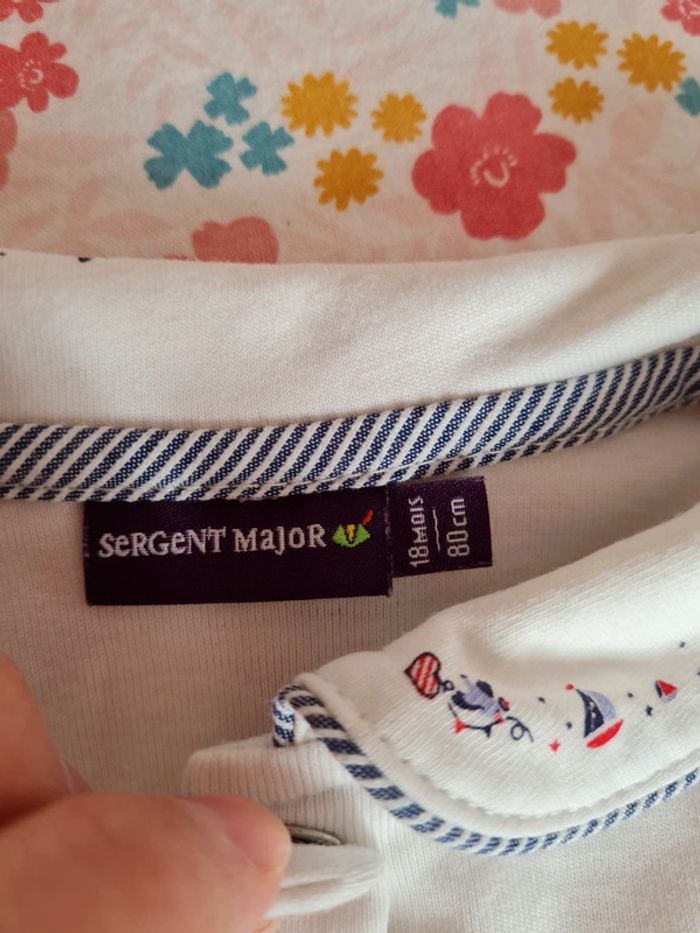 SeRGeNT MaJoR
18 MOIS
80 cm